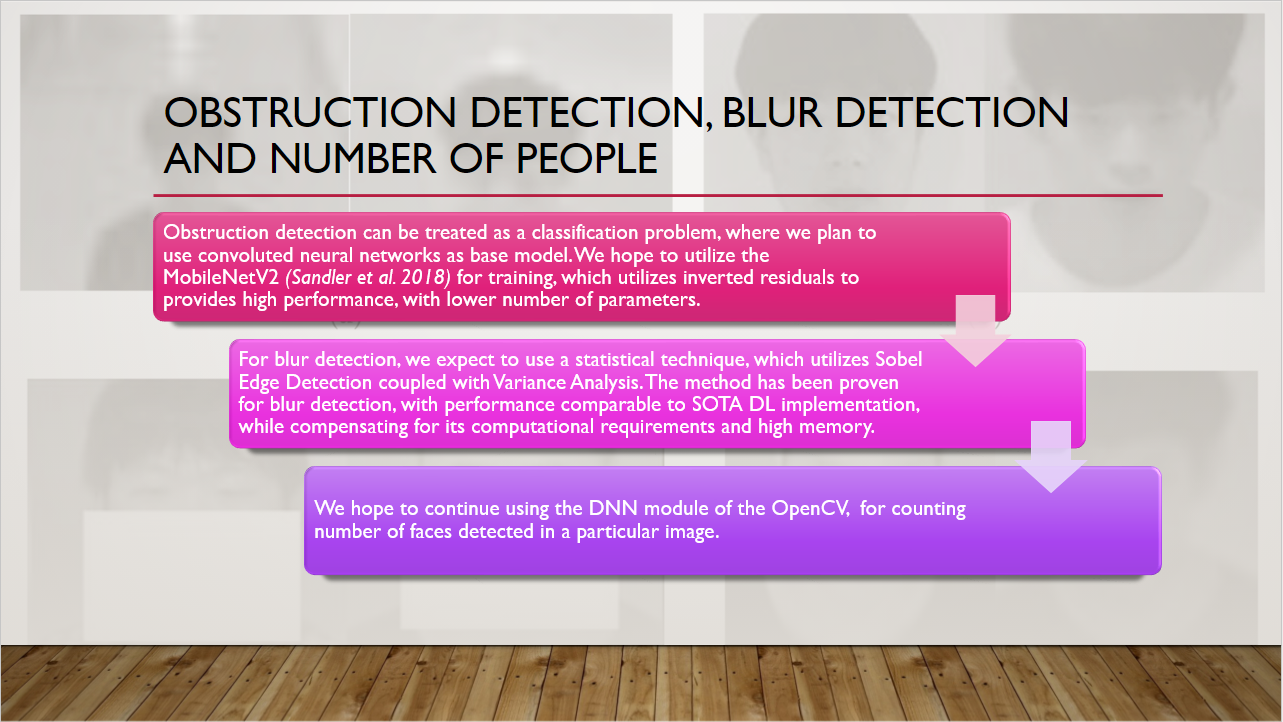 OBSTRUCTION DETECTION, BLUR DETECTION
AND NUMBER OF PEOPLE
Obstruction detection can be treated as a classification problem, where we plan to
use convoluted neural networks as base model. We hope to utilize the
MobileNetV2 (Sandler et al. 2018) for training, which utilizes inverted residuals to
provides high performance, with lower number of parameters.
For blur detection, we expect to use a statistical technique, which utilizes Sobel
Edge Detection coupled with Variance Analysis. The method has been proven
for blur detection, with performance comparable to SOTA DL implementation,
while compensating for its computational requirements and high memory.
We hope to continue using the DNN module of the OpenCV,  for counting
number of faces detected in a particular image.